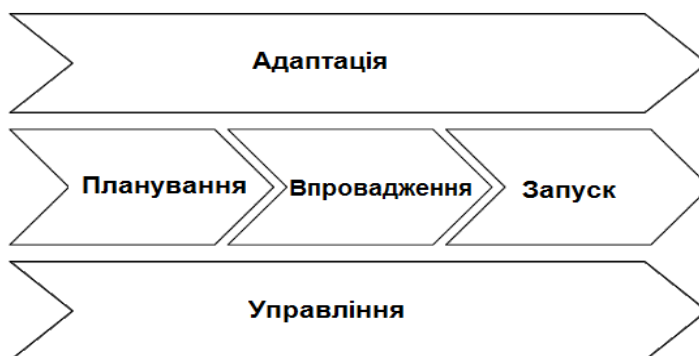 Адаптація
Планування
Впровадження
Запуск
Управління